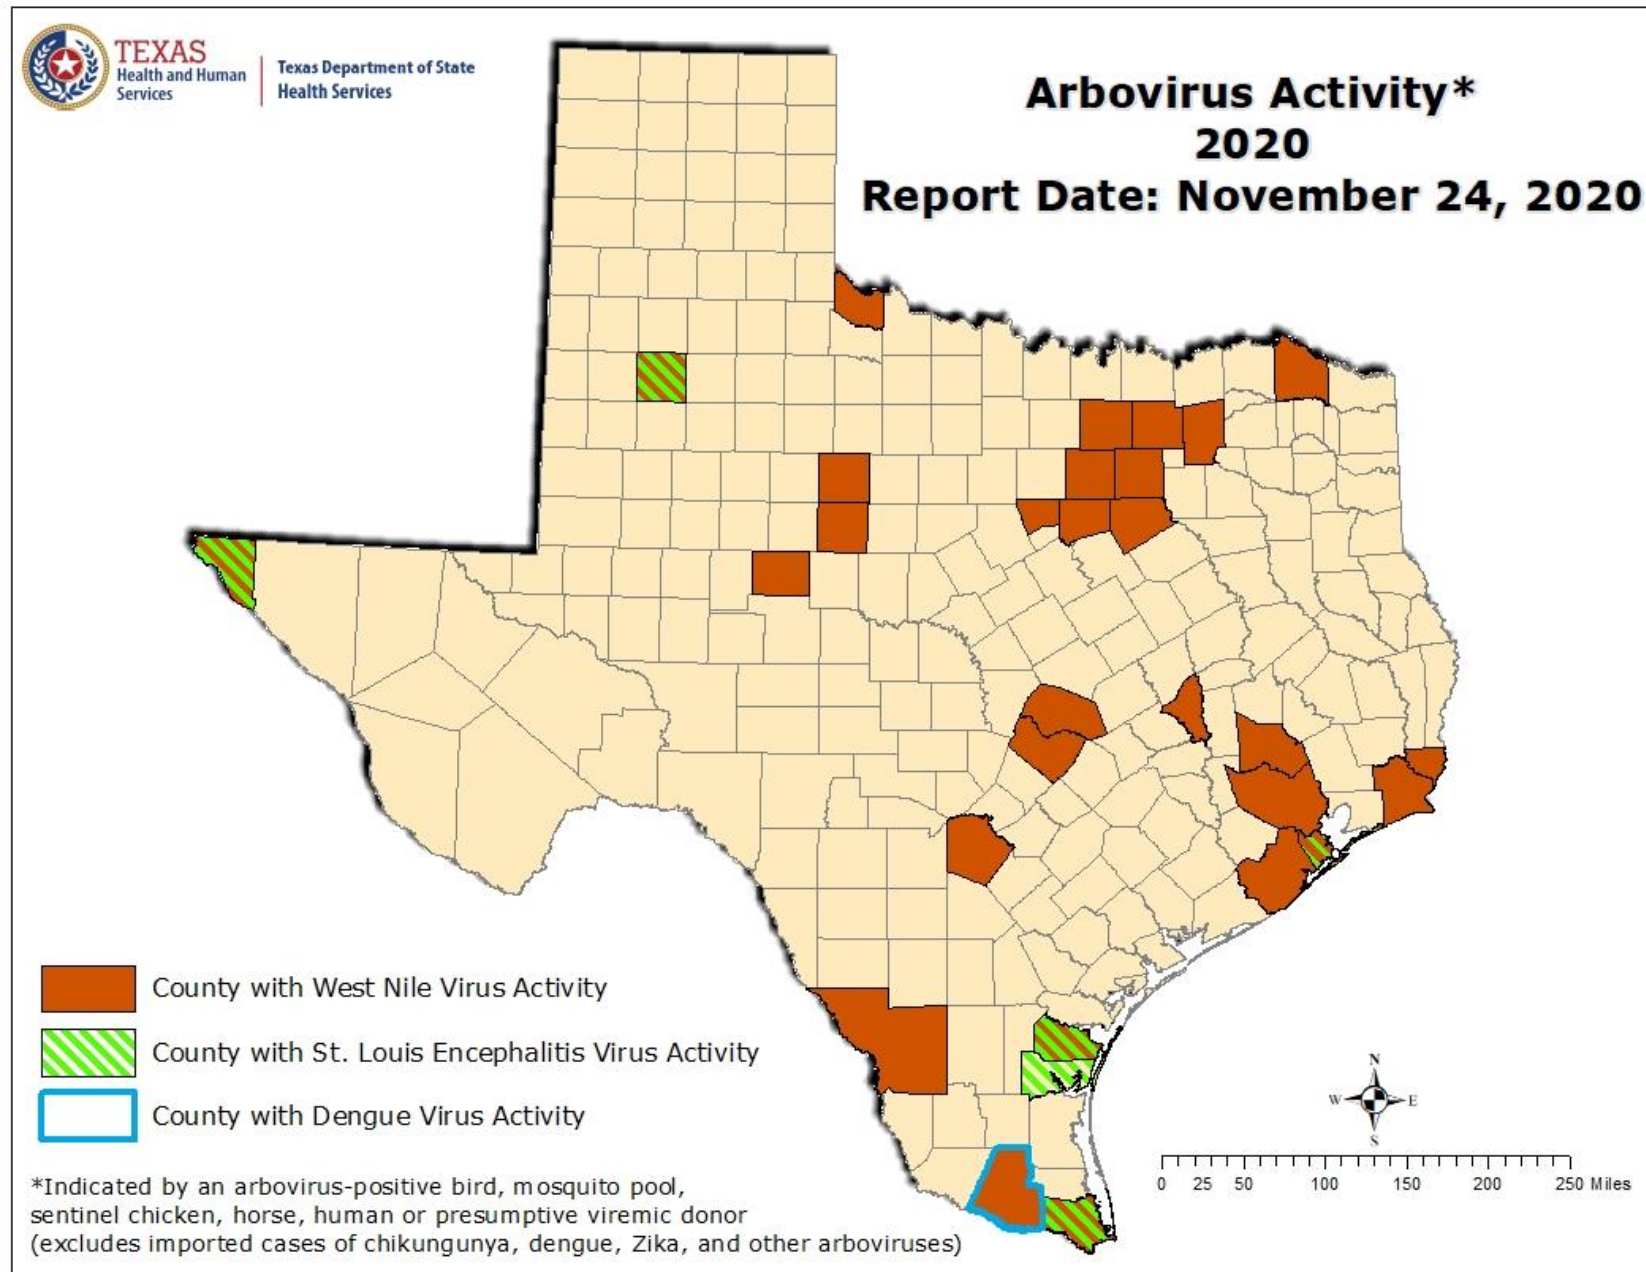 TEXAS
Health and Human
Services
Texas Department of State
Health Services
Arbovirus Activity*
2020
Report Date: November 24, 2020
County with West Nile Virus Activity
County with St. Louis Encephalitis Virus Activity
County with Dengue Virus Activity
*Indicated by an arbovirus-positive bird, mosquito pool,
sentinel chicken, horse, human or presumptive viremic donor
(excludes imported cases of chikungunya, dengue, Zika, and other arboviruses)
N
W E
S
0 25 50 100 150 200 250 Miles